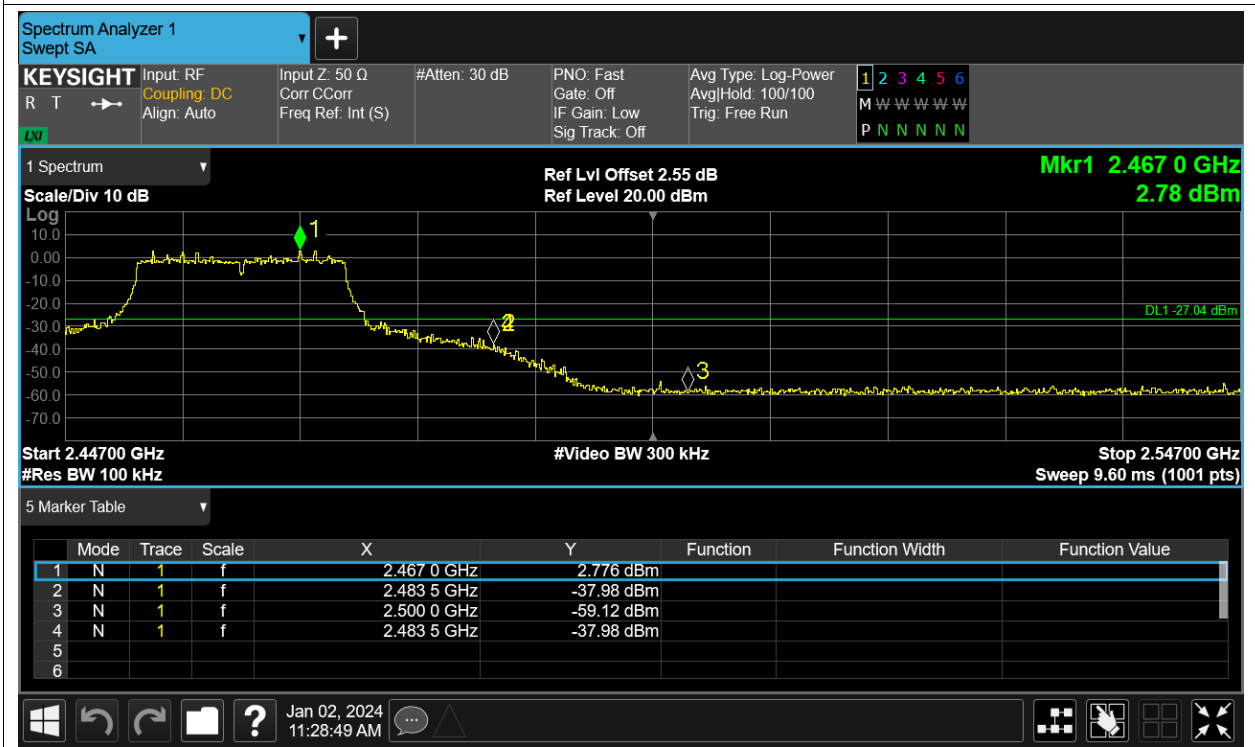 Spectrum Analyzer 1
Swept SA
+
KEYSIGHT Input: RF Input Z: 50 Ω #Atten: 30 dB PNO: Fast Avg Type: Log-Power 1 2 3 4 5 6
R T Coupling: DC Corr CCorr Gate: Off Avg|Hold: 100/100 M W W W W W
Align: Auto Freq Ref: Int (S) IF Gain: Low Trig: Free Run
LXI Sig Track: Off P N N N N N
1 Spectrum Ref Lvl Offset 2.55 dB Mkr1 2.467 0 GHz
Scale/Div 10 dB Ref Level 20.00 dBm 2.78 dBm
Log
10.0 1
0.00
-10.0
-20.0
DL1 -27.04 dBm
-30.0
-40.0
-50.0 3
-60.0
-70.0
Start 2.44700 GHz #Video BW 300 kHz Stop 2.54700 GHz
#Res BW 100 kHz Sweep 9.60 ms (1001 pts)
5 Marker Table
Mode Trace Scale X Y Function Function Width Function Value
1 N 1 f 2.467 0 GHz 2.776 dBm
2 N 1 f 2.483 5 GHz -37.98 dBm
3 N 1 f 2.500 0 GHz -59.12 dBm
4 N 1 f 2.483 5 GHz -37.98 dBm
5
6
? Jan 02, 2024
11:28:49 AM